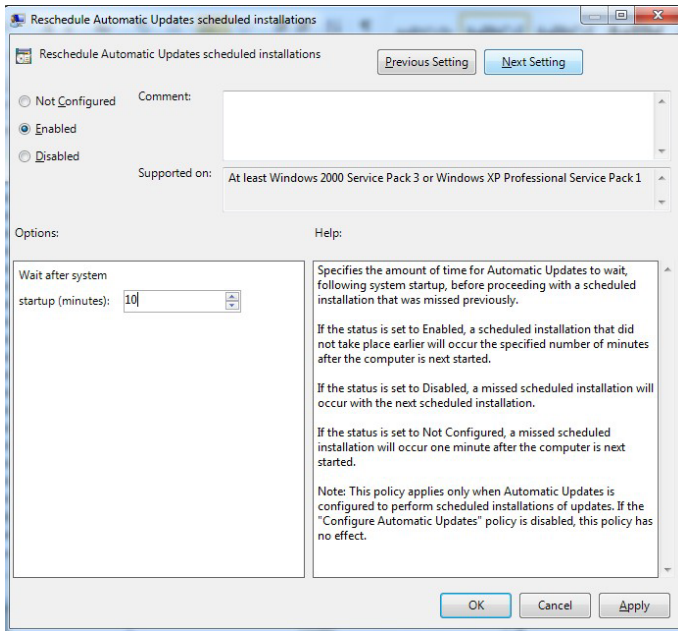 Reschedule Automatic Updates scheduled installations
Reschedule Automatic Updates scheduled installations
Previous Setting
Next Setting
Not Configured
Comment:
Enabled
Disabled
Supported on:
At least Windows 2000 Service Pack 3 or Windows XP Professional Service Pack 1
Options:
Help:
Wait after system
startup (minutes):
10
Specifies the amount of time for Automatic Updates to wait,
following system startup, before proceeding with a scheduled
installation that was missed previously.
If the status is set to Enabled, a scheduled installation that did
not take place earlier will occur the specified number of minutes
after the computer is next started.
If the status is set to Disabled, a missed scheduled installation will
occur with the next scheduled installation.
If the status is set to Not Configured, a missed scheduled
installation will occur one minute after the computer is next
started.
Note: This policy applies only when Automatic Updates is
configured to perform scheduled installations of updates. If the
"Configure Automatic Updates" policy is disabled, this policy has
no effect.
OK
Cancel
Apply